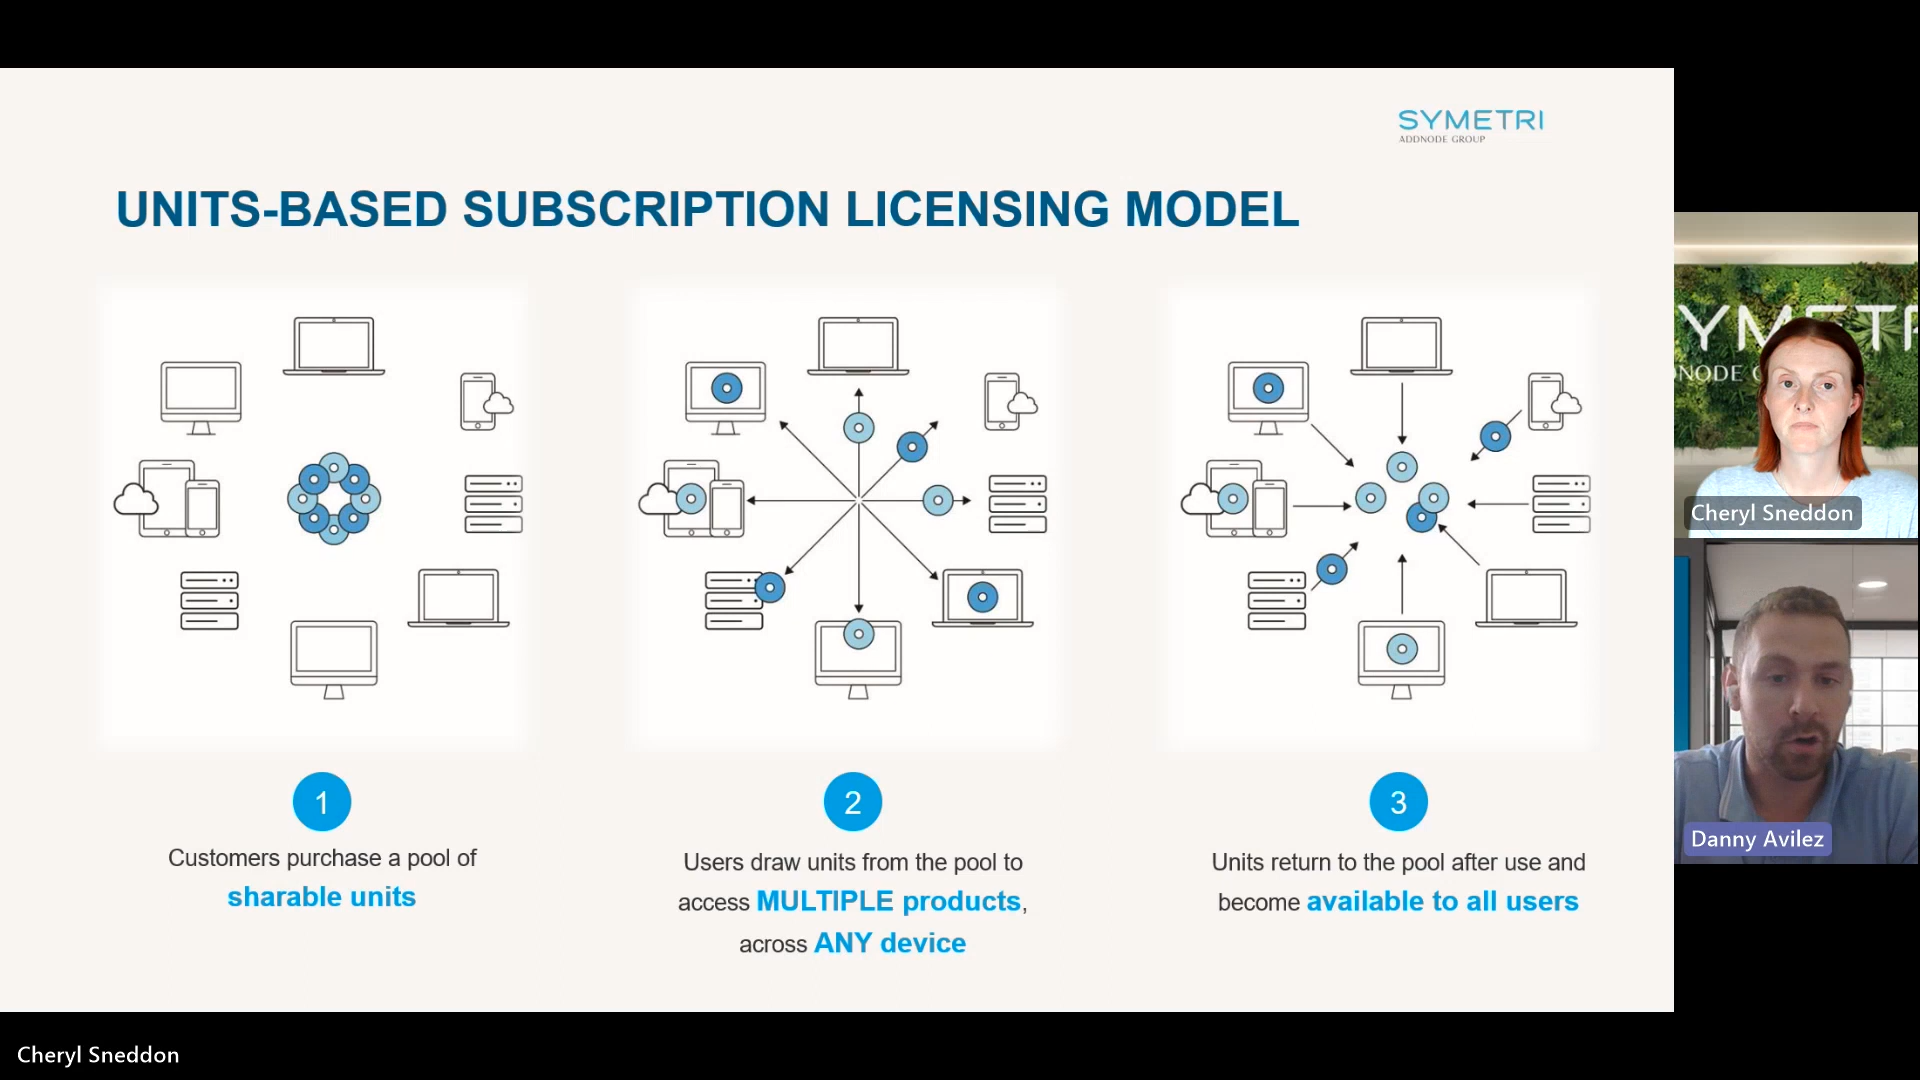 SYMETRI
ADDNODE GROUP
UNITS-BASED SUBSCRIPTION LICENSING MODEL
1
Customers purchase a pool of
sharable units
2
Users draw units from the pool to
access MULTIPLE products,
across ANY device
3
Units return to the pool after use and
become available to all users
YMETR
NODE G
Cheryl Sneddon
Danny Avilez
Cheryl Sneddon